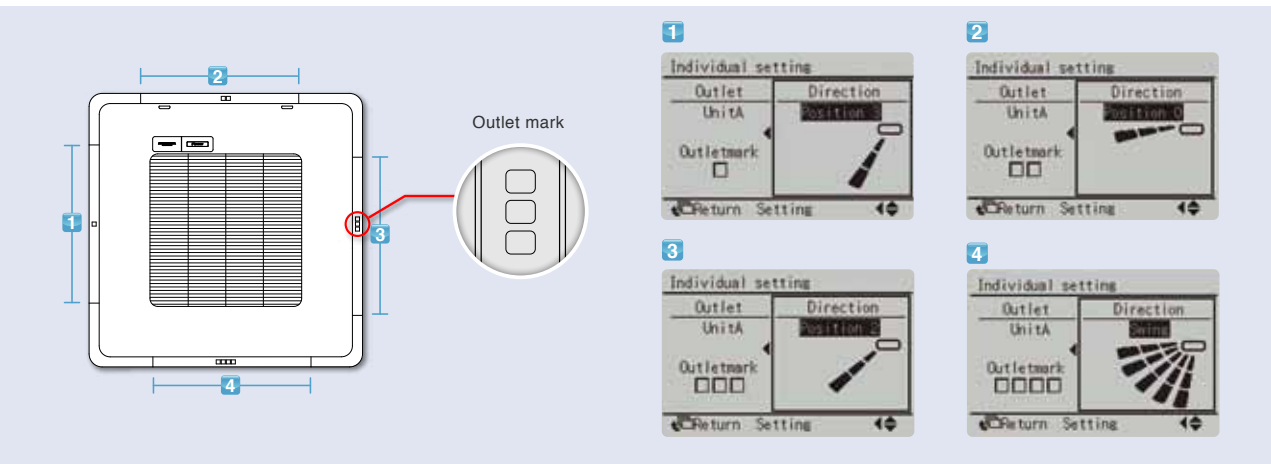 2
1
3
4
Outlet mark
1
Individual setting
Outlet
Direction
UnitA
Position 3
Outletmark
Return Setting
2
Individual setting
Outlet
Direction
UnitA
Position 0
Outletmark
Return Setting
3
Individual setting
Outlet
Direction
UnitA
Position 2
Outletmark
Return Setting
4
Individual setting
Outlet
Direction
UnitA
Swing
Outletmark
Return Setting